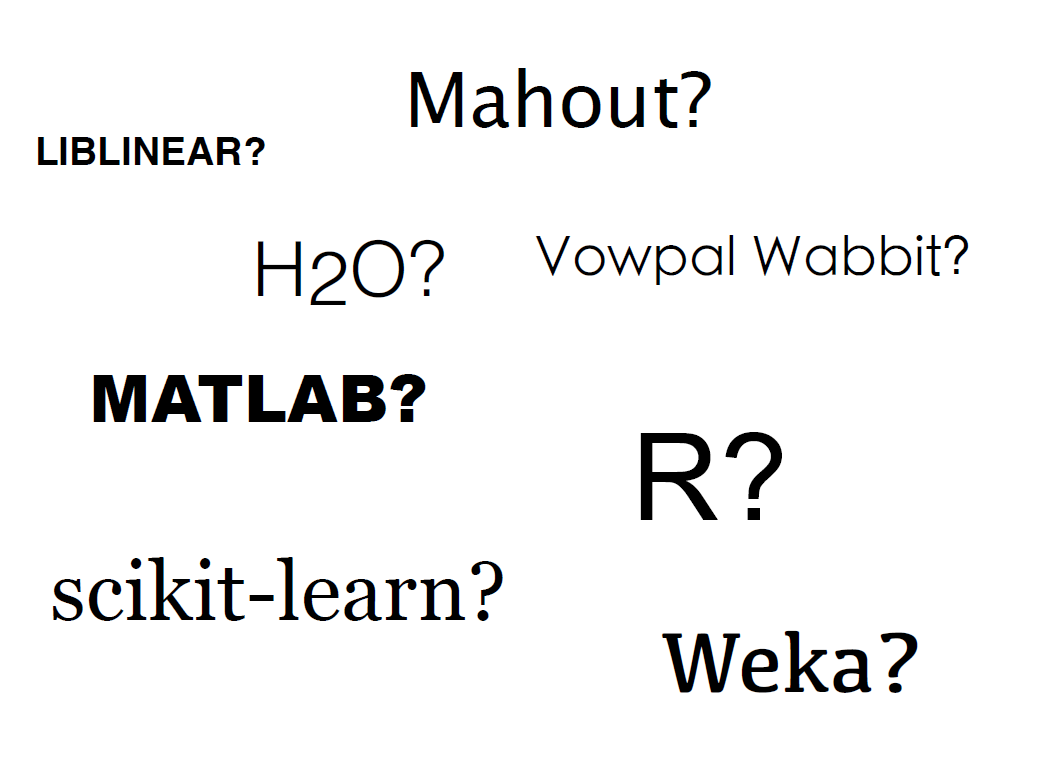 Mahout?
LIBLINEAR?
H2O?
Vowpal Wabbit?
MATLAB?
R?
scikit-learn?
Weka?